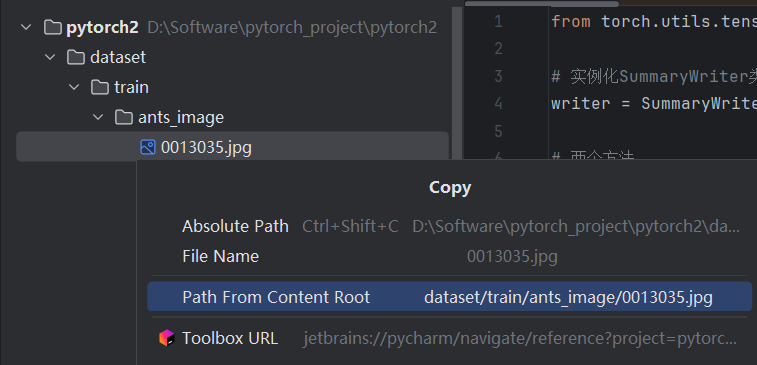 pytorch2 D:\Software\pytorch_project\pytorch2
dataset
train
ants_image
0013035.jpg
1 from torch.utils.tens
2
3 # 实例化SummaryWriter类
4 writer = SummaryWrite
5
6 # 两个方法
Copy
Absolute Path Ctrl+Shift+C D:\Software\pytorch_project\pytorch2\da...
File Name 0013035.jpg
Path From Content Root dataset/train/ants_image/0013035.jpg
Toolbox URL jetbrains://pycharm/navigate/reference?project=pytorc...